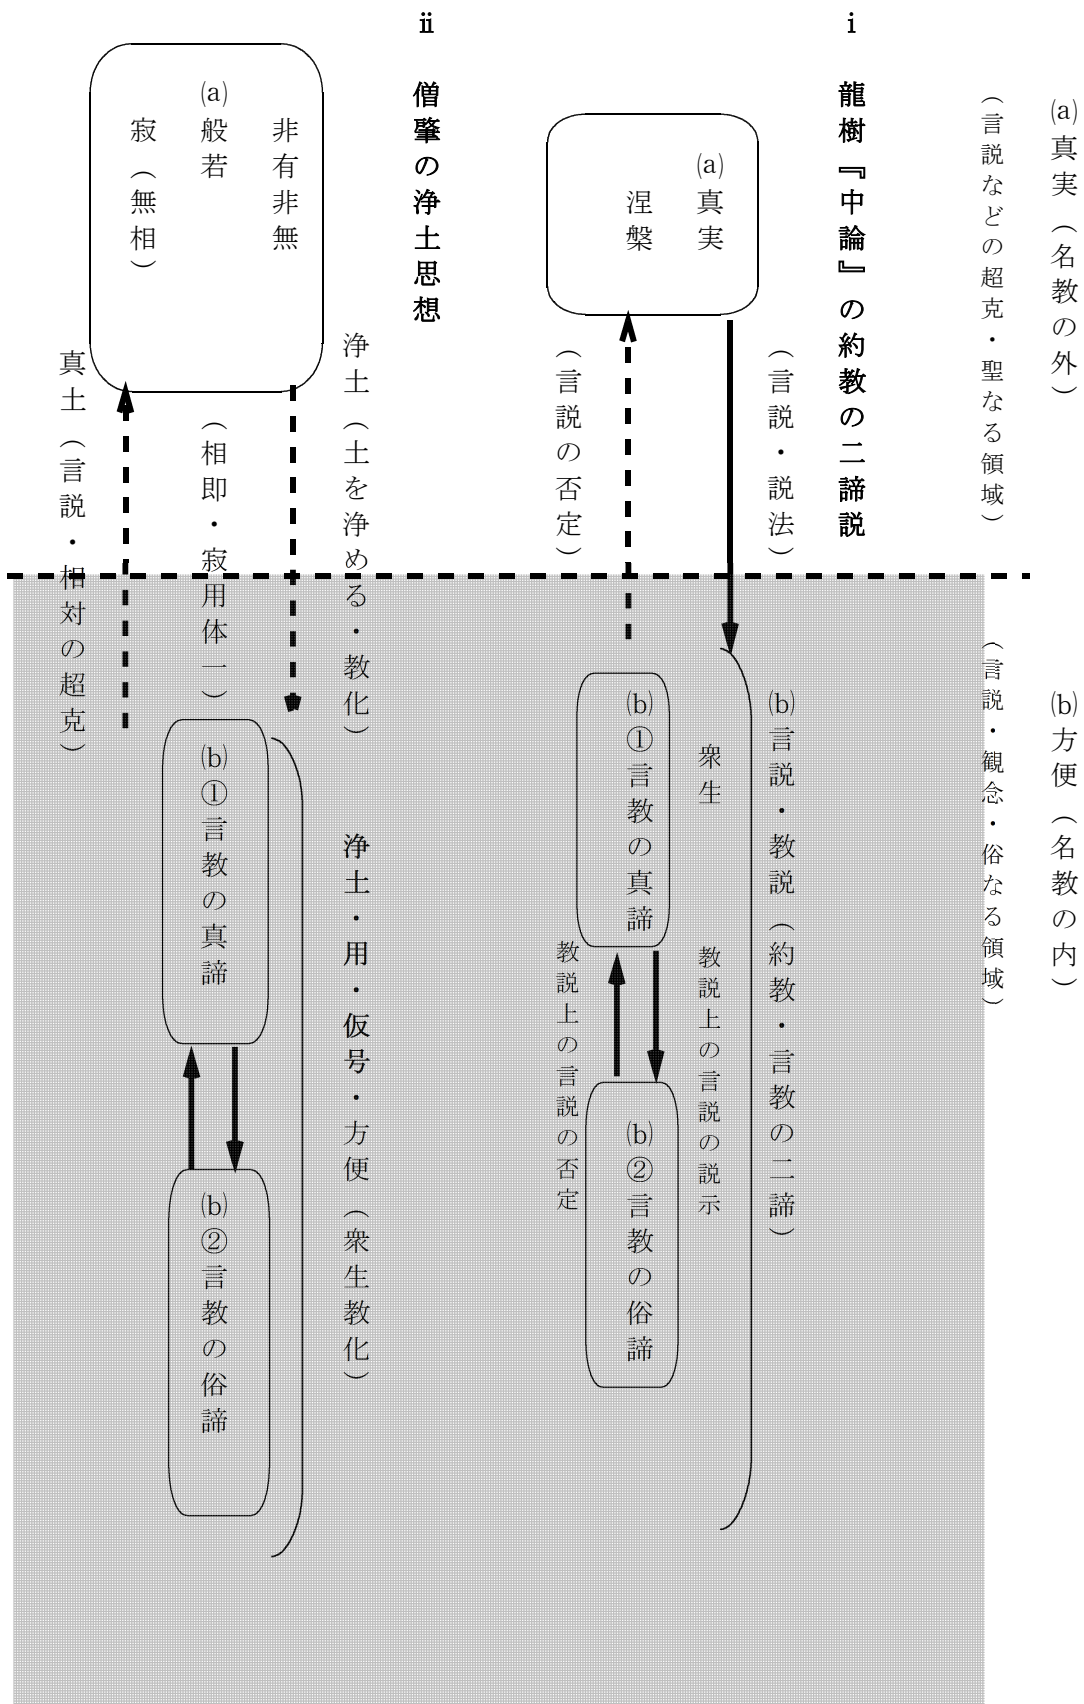 (a)真実（名教の外）
(b)方便（名教の内）
（言説などの超克・聖なる領域）
（言説・観念・俗なる領域）
ⅰ　龍樹『中論』の約教の二諦説
（言説・説法）
(b)言説・教説（約教・言教の二諦）
(a)真実
涅槃
衆生
教説上の言説の説示
(b)①言教の真諦
(b)②言教の俗諦
（言説の否定）
教説上の言説の否定
ⅱ　僧肇の浄土思想
浄土（土を浄める・教化）
浄土・用・仮号・方便（衆生教化）
非有非無
(a)般若
寂（無相）
（相即・寂用体一）
(b)①言教の真諦
(b)②言教の俗諦
真土（言説・相対の超克）